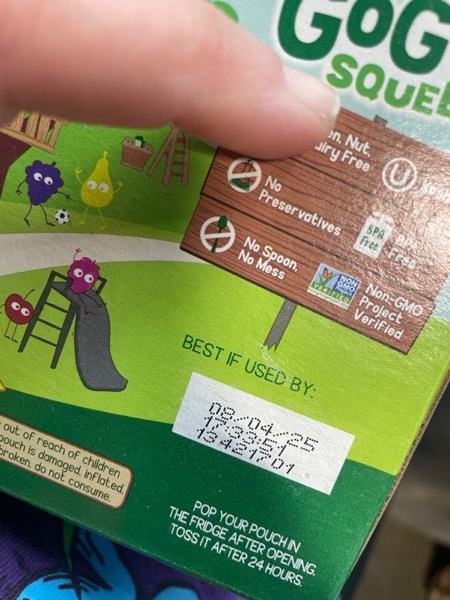 GOG
SQUEE
Nut,
Dairy Free
U
No
Preservatives
BPA
Free
BPA
Free
No Spoon,
No Mess
NON
GMO
VERIFIED
Non-GMO
Project
Verified
BEST IF USED BY:
08/04/25
17:33:51
13421701
out of reach of children
pouch is damaged, inflated,
broken, do not consume.
POP YOUR POUCH IN
THE FRIDGE AFTER OPENING.
TOSS IT AFTER 24 HOURS.